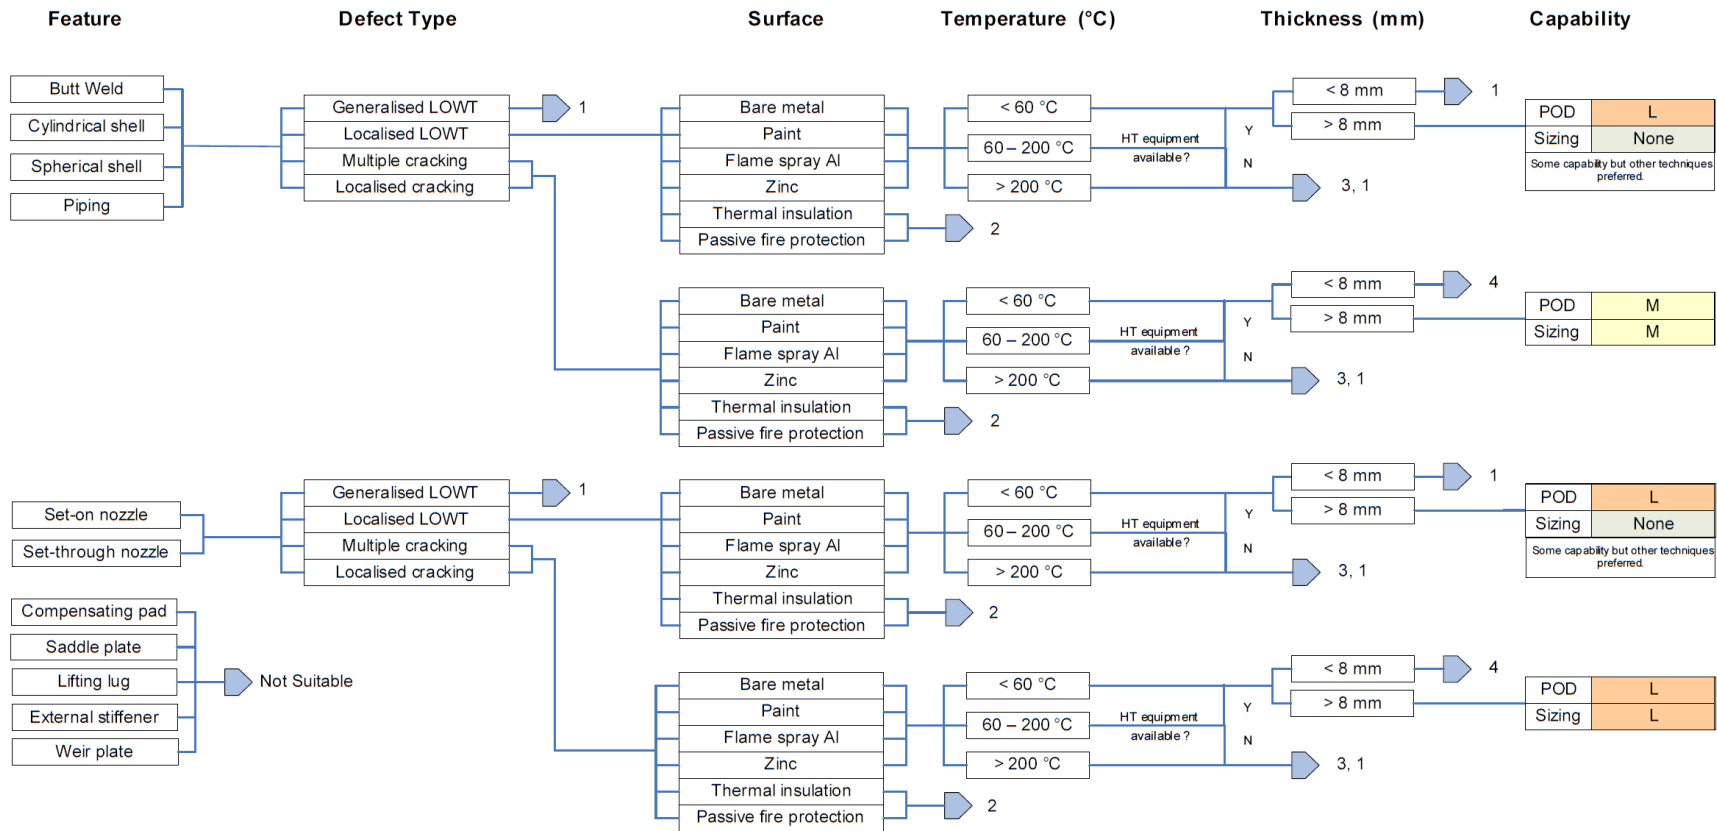 Feature Defect Type Surface Temperature (°C) Thickness (mm) Capability
Butt Weld
Cylindrical shell
Spherical shell
Piping
Generalised LOWT 1
Localised LOWT
Multiple cracking
Localised cracking
Bare metal
Paint
Flame spray Al
Zinc
Thermal insulation
Passive fire protection
2
< 60 °C
60 – 200 °C
> 200 °C
HT equipment
available ?
Y
N
3, 1
< 8 mm 1
> 8 mm
POD L
Sizing None
Some capability but other techniques
preferred.
Bare metal
Paint
Flame spray Al
Zinc
Thermal insulation
Passive fire protection
2
< 60 °C
60 – 200 °C
> 200 °C
HT equipment
available ?
Y
N
3, 1
< 8 mm 4
> 8 mm
POD M
Sizing M
Set-on nozzle
Set-through nozzle
Generalised LOWT 1
Localised LOWT
Multiple cracking
Localised cracking
Bare metal
Paint
Flame spray Al
Zinc
Thermal insulation
Passive fire protection
2
< 60 °C
60 – 200 °C
> 200 °C
HT equipment
available ?
Y
N
3, 1
< 8 mm 1
> 8 mm
POD L
Sizing None
Some capability but other techniques
preferred.
Compensating pad
Saddle plate
Lifting lug
External stiffener
Weir plate
Not Suitable
Bare metal
Paint
Flame spray Al
Zinc
Thermal insulation
Passive fire protection
2
< 60 °C
60 – 200 °C
> 200 °C
HT equipment
available ?
Y
N
3, 1
< 8 mm 4
> 8 mm
POD L
Sizing L